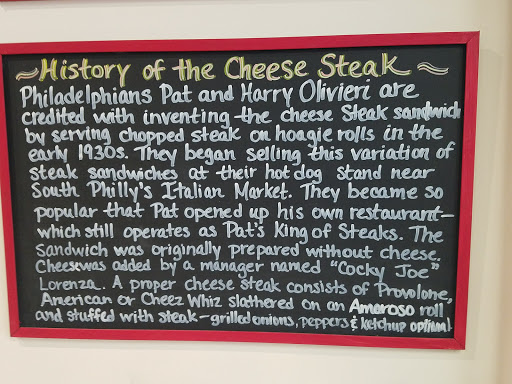 ~History of the Cheese Steak~
Philadelphians Pat and Harry Olivieri are
credited with inventing the cheese Steak sandwich
by serving chopped steak on hoagie rolls in the
early 1930s. They began selling this variation of
steak sandwiches at their hot dog Stand near
South Philly's Italian Market. They became so
popular that Pat opened up his own restaurant—
which still operates as Pat's King of Steaks. The
Sandwich was originally prepared without cheese.
Cheese was added by a manager named "Cocky Joe"
Lorenza. A proper cheese steak consists of Provolone,
American or Cheez Whiz slathered on an Amoroso roll
and stuffed with steak-grilled onions, peppers & ketchup optional